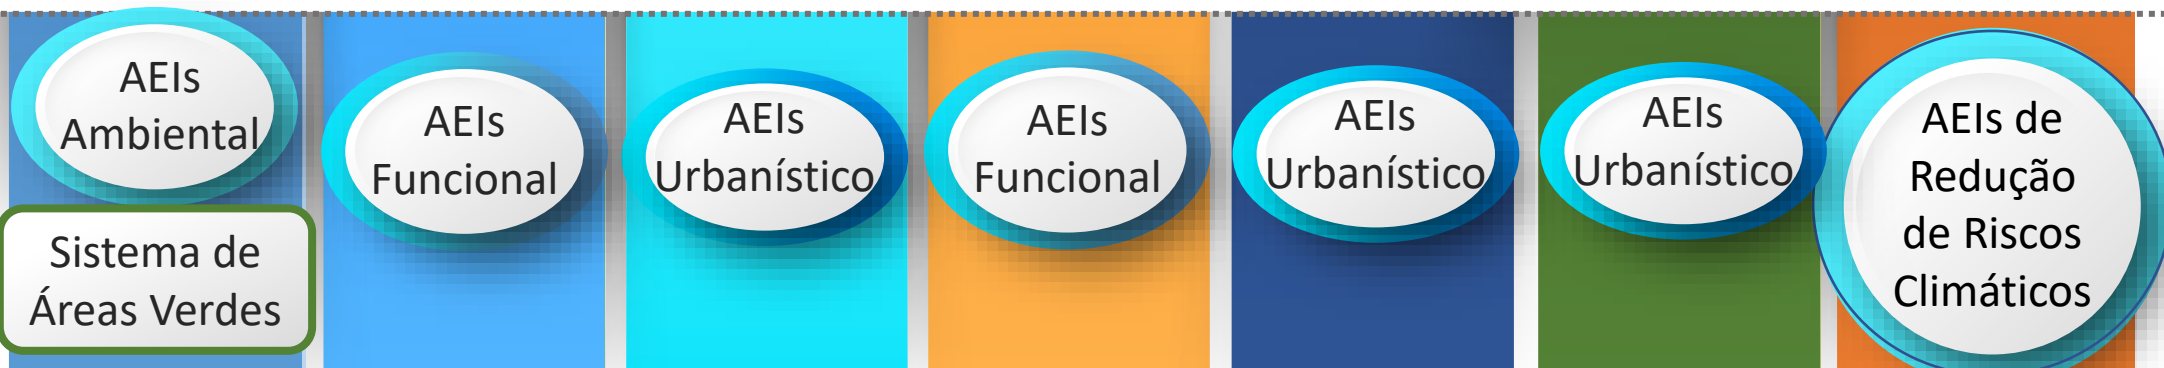 AEIs
Ambiental
Sistema de
Áreas Verdes
AEIs
Funcional
AEIs
Urbanístico
AEIs
Funcional
AEIs
Urbanístico
AEIs
Urbanístico
AEIs de
Redução
de Riscos
Climáticos